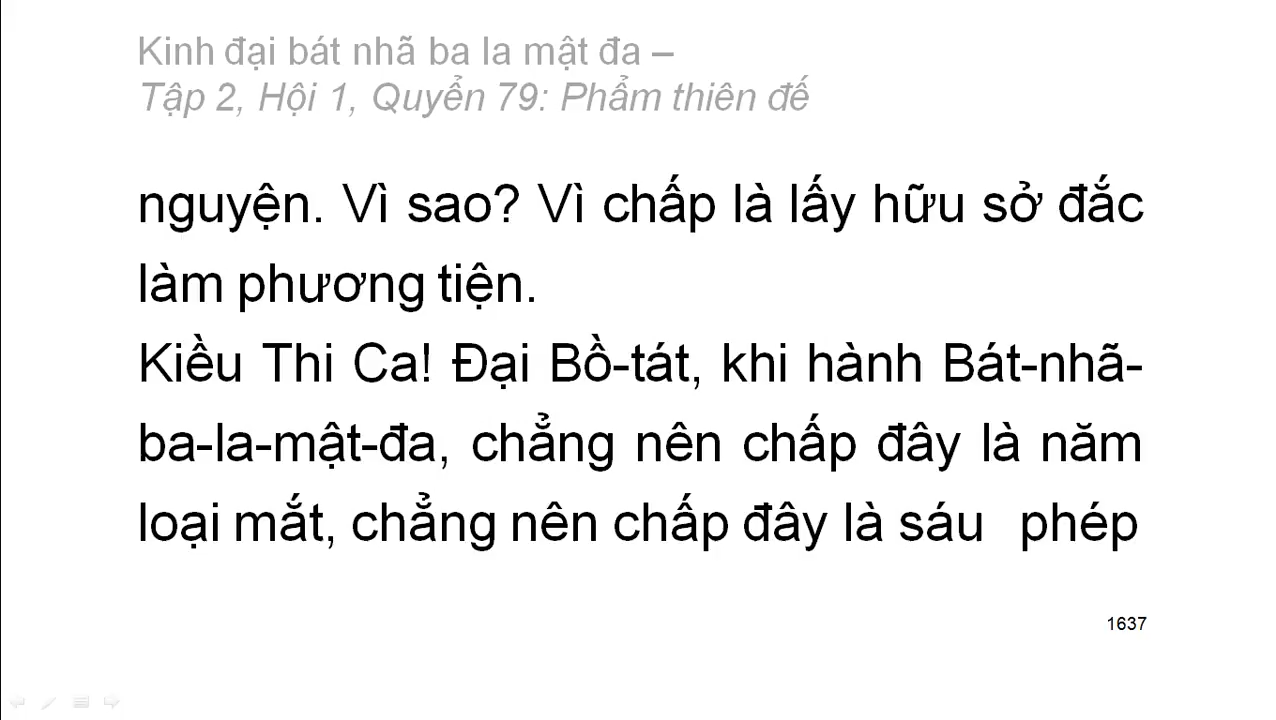 Kinh đại bát nhã ba la mật đa –
Tập 2, Hội 1, Quyển 79: Phẩm thiên đế
nguyện. Vì sao? Vì chấp là lấy hữu sở đắc
làm phương tiện.
Kiều Thi Ca! Đại Bồ-tát, khi hành Bát-nhã-
ba-la-mật-đa, chẳng nên chấp đây là năm
loại mắt, chẳng nên chấp đây là sáu phép
1637